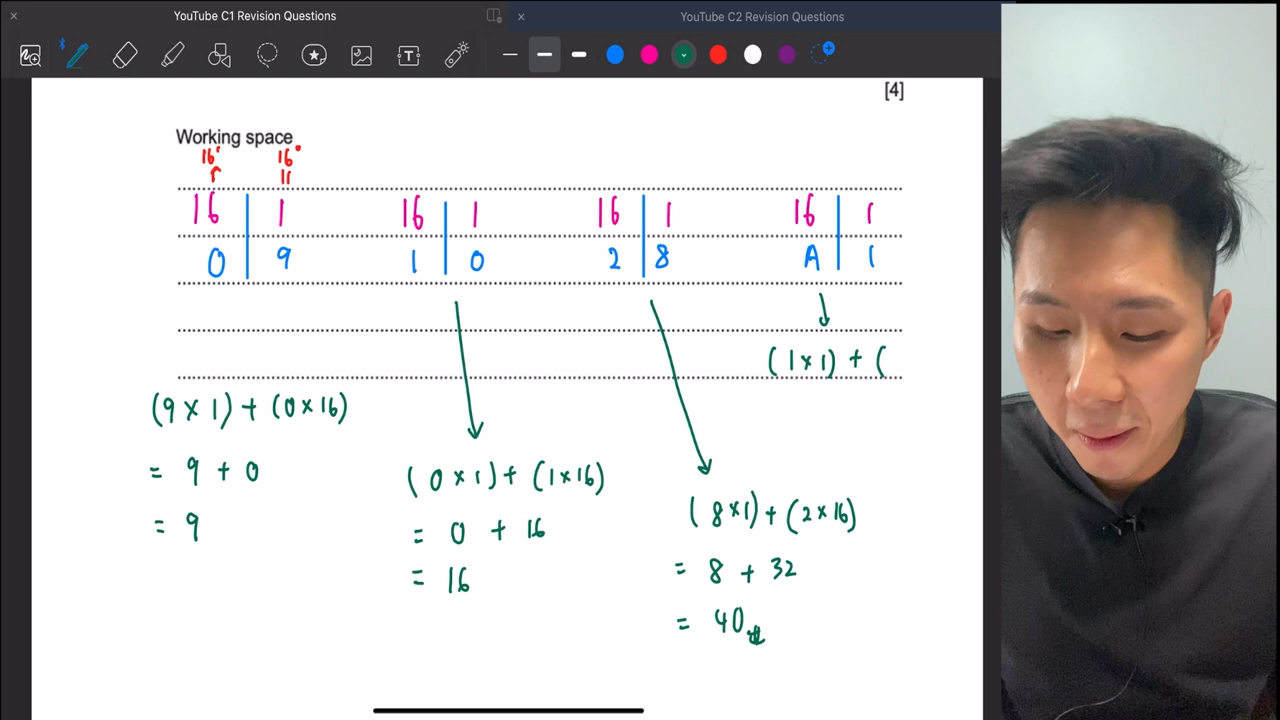 YouTube C1 Revision Questions
YouTube C2 Revision Questions
[4]
Working space
16¹ 16⁰
16 1 16 1 16 1 16 1
0 9 1 0 2 8 A 1
(1 × 1) + (
(9 × 1) + (0 × 16)
= 9 + 0
= 9
(0 × 1) + (1 × 16)
= 0 + 16
= 16
(8 × 1) + (2 × 16)
= 8 + 32
= 40